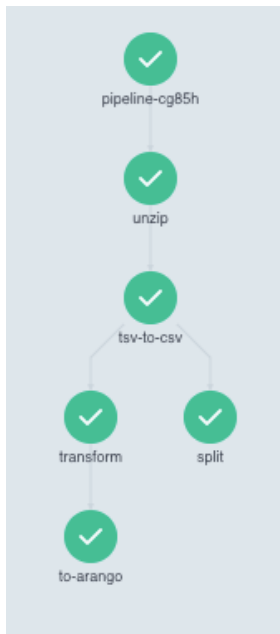 pipeline-cg85h
unzip
tsv-to-csv
transform
split
to-arango